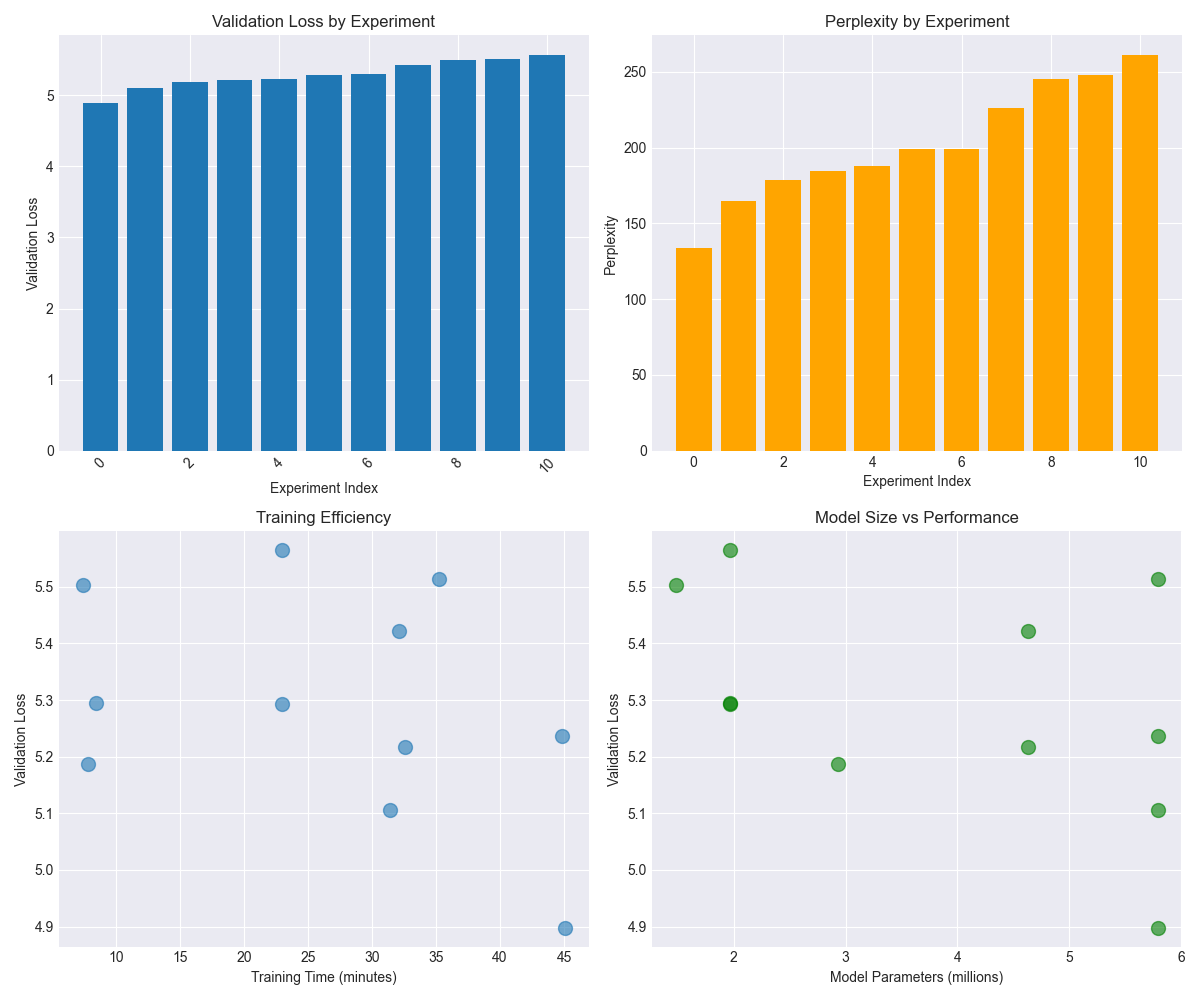 Validation Loss by Experiment
Validation Loss
5
4
3
2
1
0
0 2 4 6 8 10
Experiment Index
Perplexity by Experiment
Perplexity
250
200
150
100
50
0
0 2 4 6 8 10
Experiment Index
Training Efficiency
Validation Loss
5.5
5.4
5.3
5.2
5.1
5.0
4.9
10 15 20 25 30 35 40 45
Training Time (minutes)
Model Size vs Performance
Validation Loss
5.5
5.4
5.3
5.2
5.1
5.0
4.9
2 3 4 5 6
Model Parameters (millions)